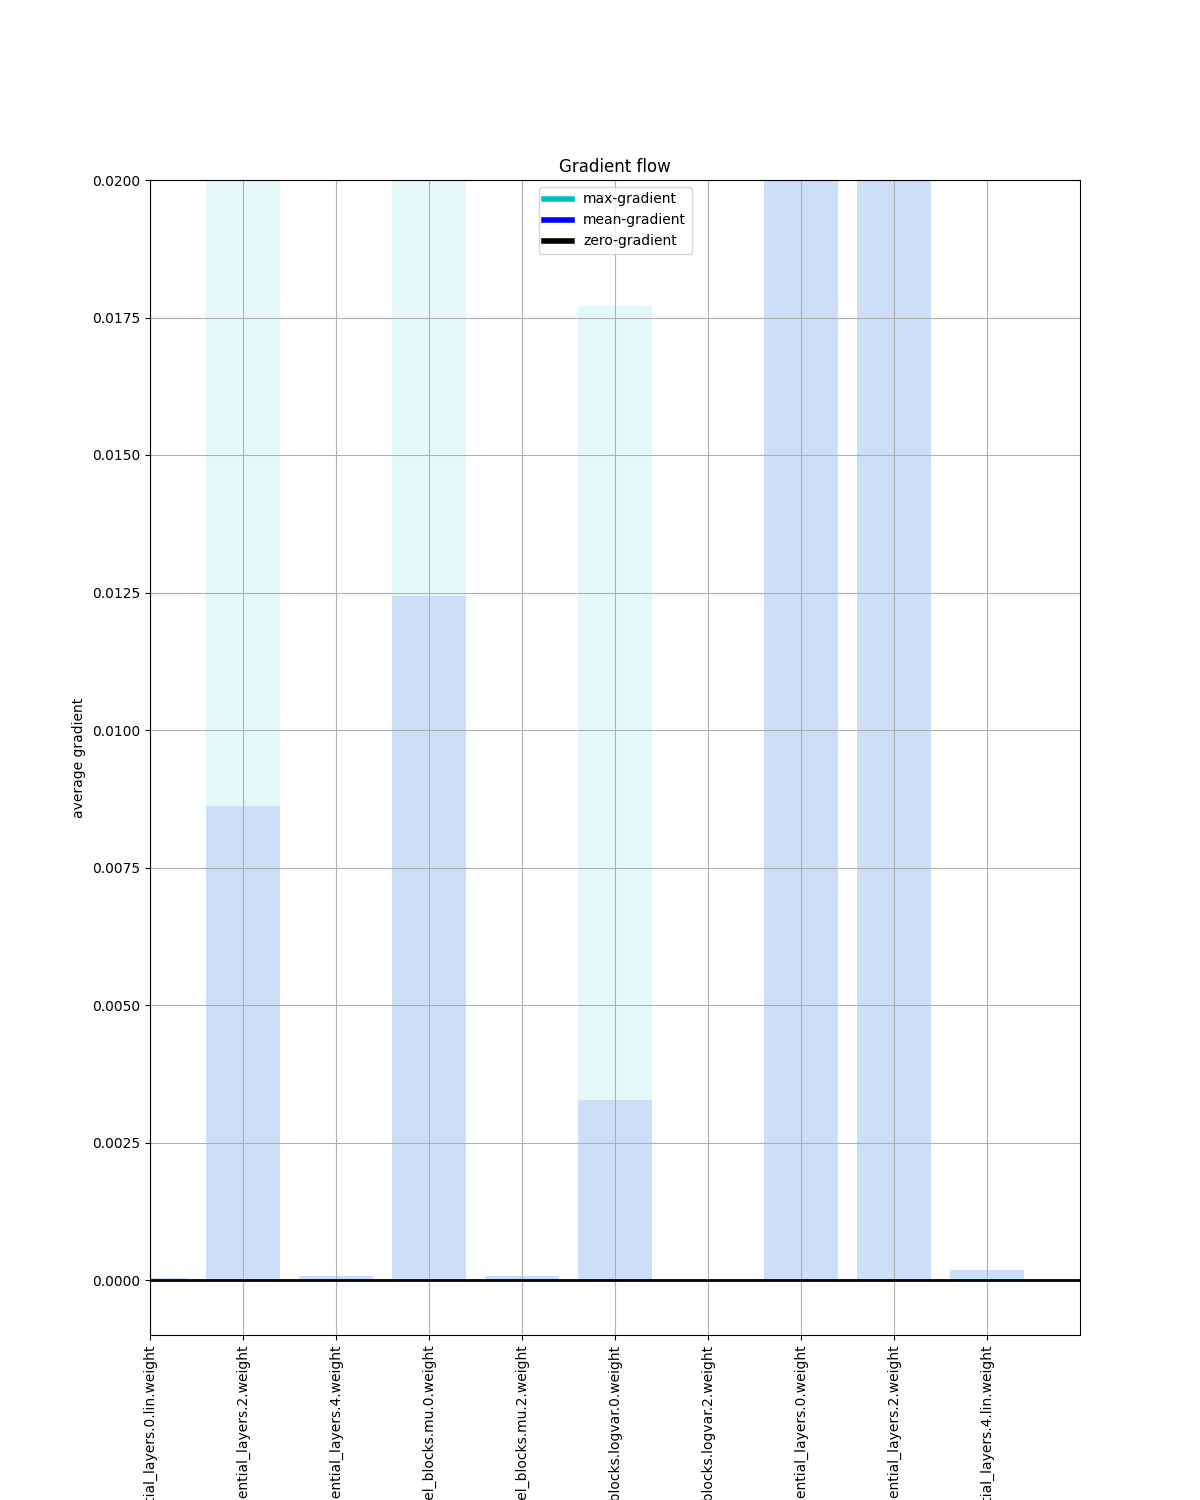 Gradient flow
max-gradient
mean-gradient
zero-gradient
0.0200
0.0175
0.0150
0.0125
0.0100
0.0075
0.0050
0.0025
0.0000
average gradient
tial_layers.0.lin.weight
ential_layers.2.weight
ential_layers.4.weight
el_blocks.mu.0.weight
el_blocks.mu.2.weight
blocks.logvar.0.weight
blocks.logvar.2.weight
ential_layers.0.weight
ential_layers.2.weight
tial_layers.4.lin.weight